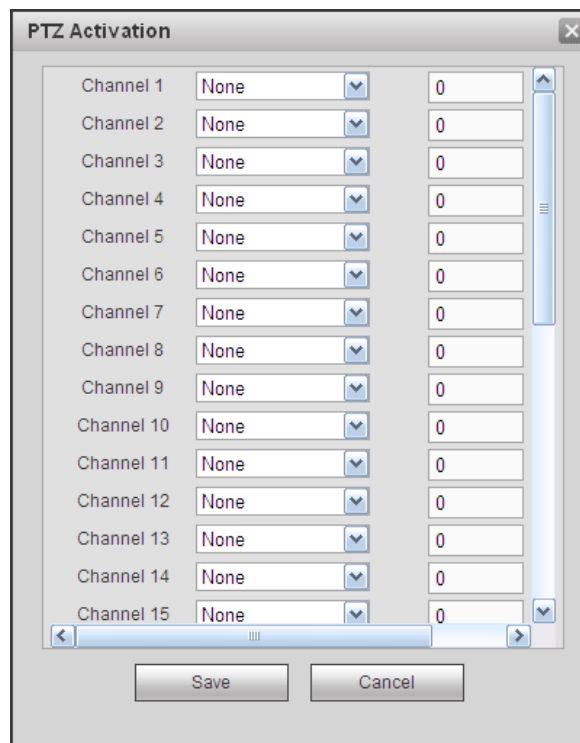 PTZ Activation
Channel 1 None 0
Channel 2 None 0
Channel 3 None 0
Channel 4 None 0
Channel 5 None 0
Channel 6 None 0
Channel 7 None 0
Channel 8 None 0
Channel 9 None 0
Channel 10 None 0
Channel 11 None 0
Channel 12 None 0
Channel 13 None 0
Channel 14 None 0
Channel 15 None 0
Save Cancel